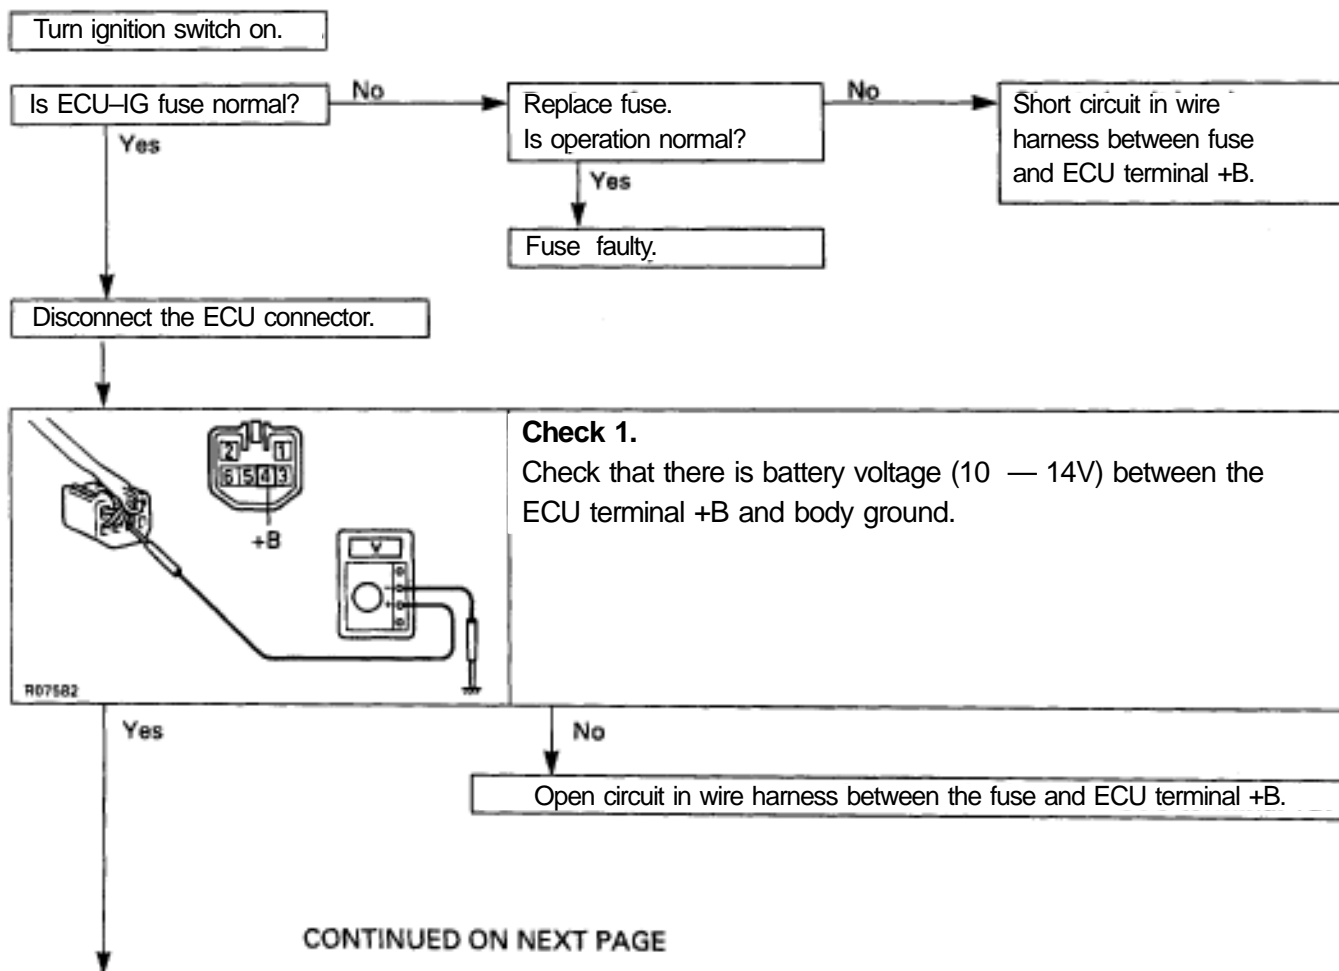 Turn ignition switch on.
Is ECU–IG fuse normal?
No
Replace fuse.
Is operation normal?
No
Short circuit in wire
harness between fuse
and ECU terminal +B.
Yes
Yes
Fuse faulty.
Disconnect the ECU connector.
2 1
6 5 4 3
+B
V
R07582
Check 1.
Check that there is battery voltage (10 — 14V) between the
ECU terminal +B and body ground.
Yes
No
Open circuit in wire harness between the fuse and ECU terminal +B.
CONTINUED ON NEXT PAGE